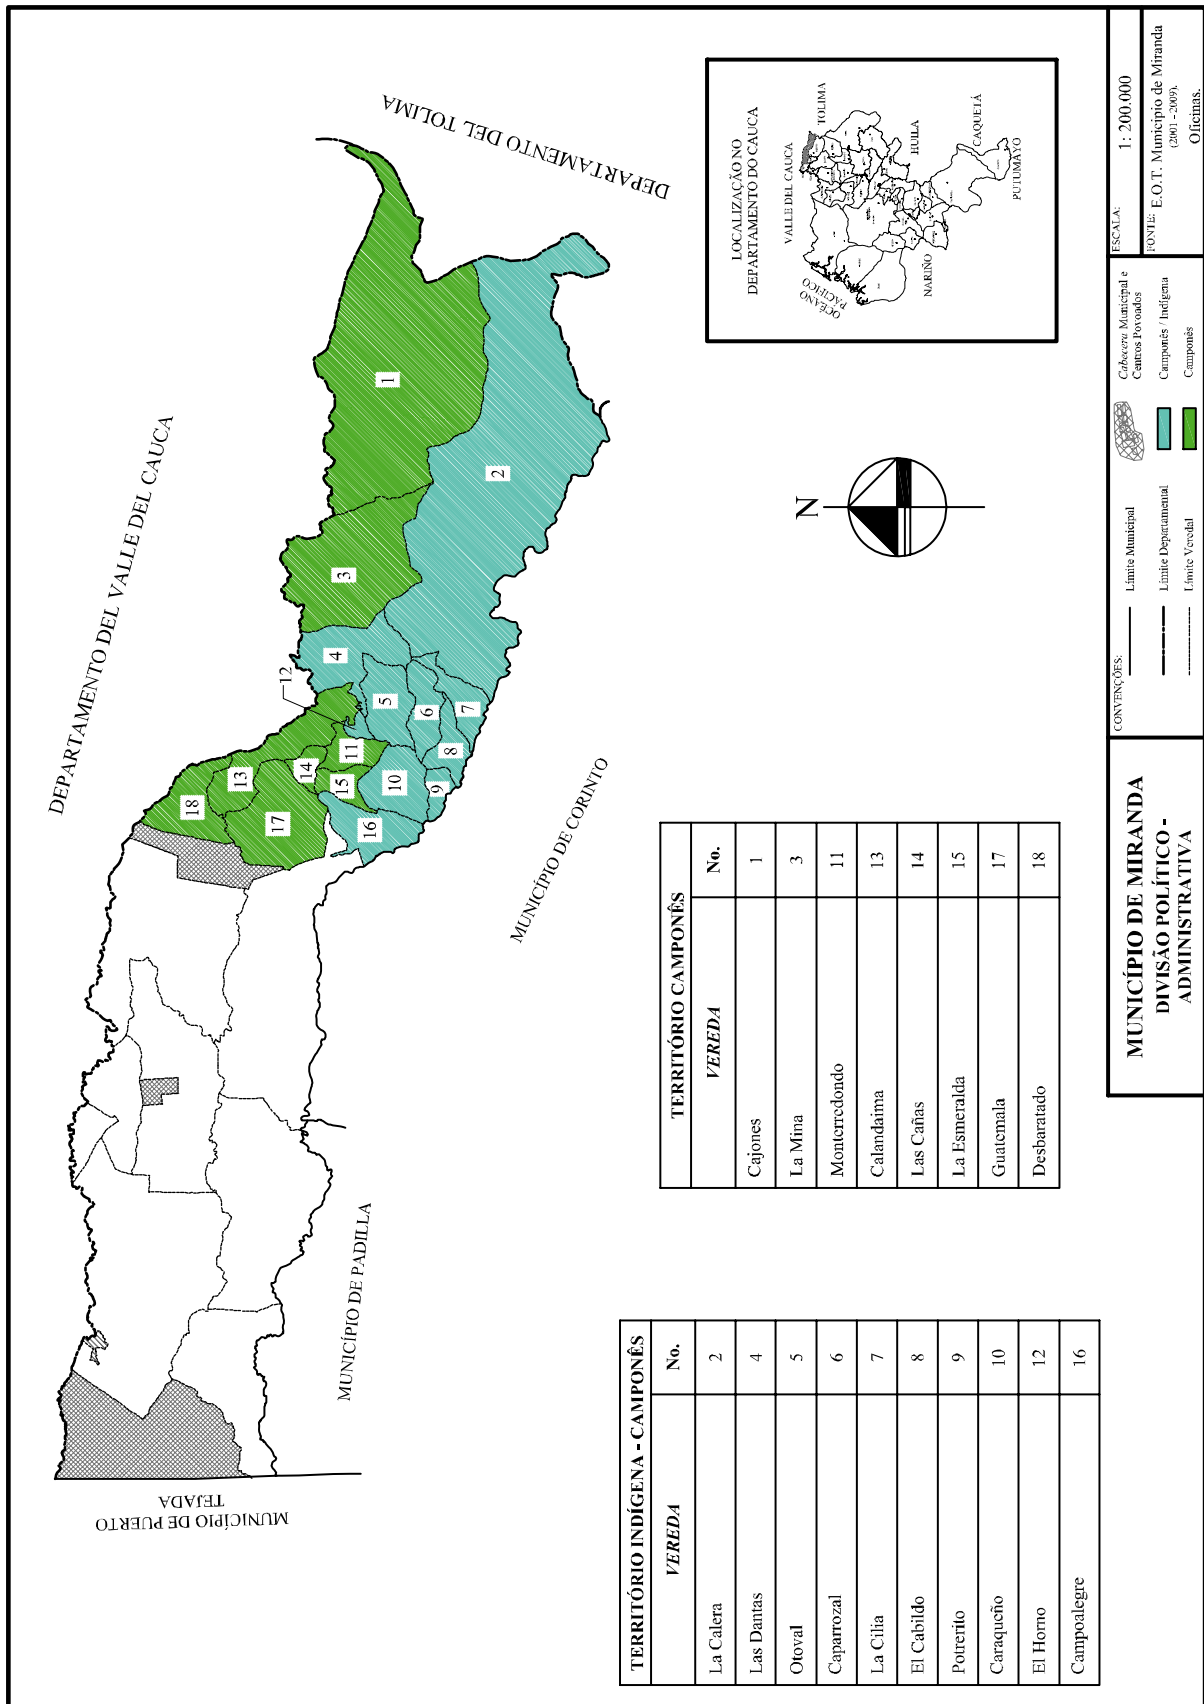 DEPARTAMENTO DEL VALLE DEL CAUCA
DEPARTAMENTO DEL TOLIMA
MUNICÍPIO DE PUERTO
TEJADA
MUNICÍPIO DE PADILLA
MUNICÍPIO DE CORINTO
1
2
3
4
5
6
7
8
9
10
11
12
13
14
15
16
17
18
N
TERRITÓRIO INDÍGENA - CAMPONÊS
VEREDA No.
La Calera 2
Las Dantas 4
Otoval 5
Caparrozal 6
La Cilia 7
El Cabildo 8
Potrerito 9
Caraqueño 10
El Horno 12
Campoalegre 16
TERRITÓRIO CAMPONÊS
VEREDA No.
Cajones 1
La Mina 3
Monterredondo 11
Calandaima 13
Las Cañas 14
La Esmeralda 15
Guatemala 17
Desbaratado 18
LOCALIZAÇÃO NO
DEPARTAMENTO DO CAUCA
VALLE DEL CAUCA
TOLIMA
OCÉANO
PACÍFICO
HUILA
NARIÑO
CAQUETÁ
PUTUMAYO
MUNICÍPIO DE MIRANDA
DIVISÃO POLÍTICO -
ADMINISTRATIVA
CONVENÇÕES:
Límite Municipal
Límite Departamental
Límite Veredal
Cabecera Municipal e
Centros Povoados
Camponês / Indígena
Camponês
ESCALA:
1: 200.000
FONTE: E.O.T. Município de Miranda
(2001 - 2009).
Oficinas.